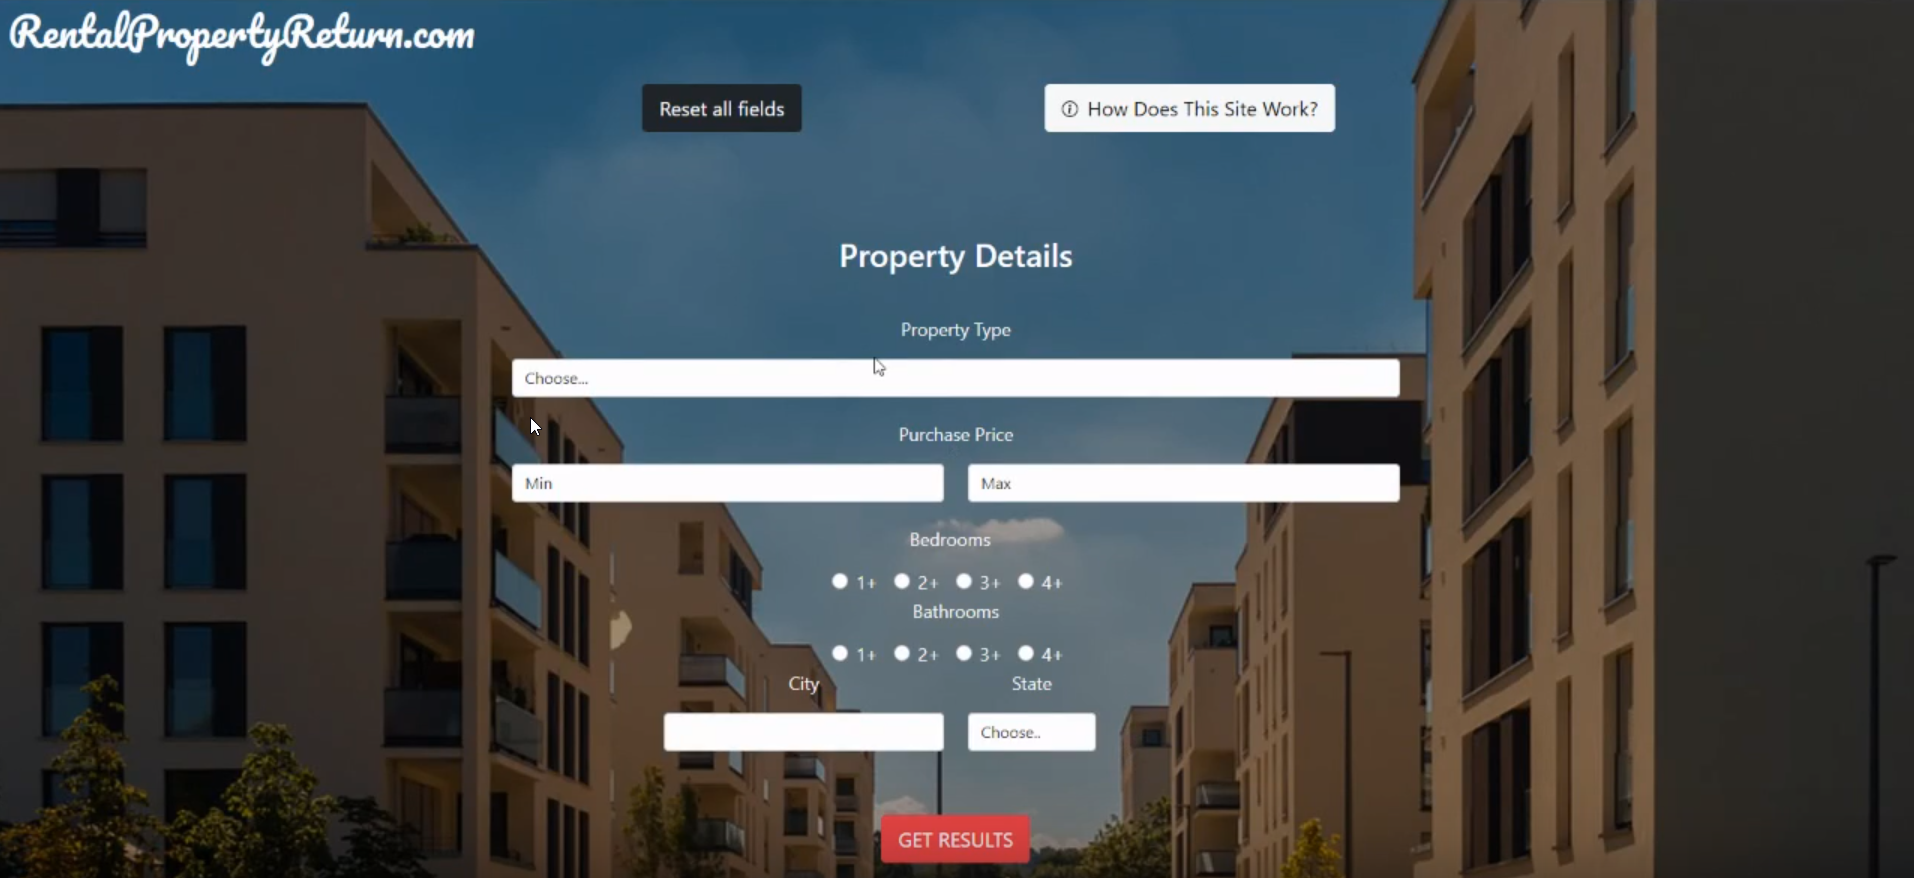 RentalPropertyReturn.com
Reset all fields
How Does This Site Work?
Property Details
Property Type
Choose...
Purchase Price
Min Max
Bedrooms
1+ 2+ 3+ 4+
Bathrooms
1+ 2+ 3+ 4+
City State
Choose..
GET RESULTS